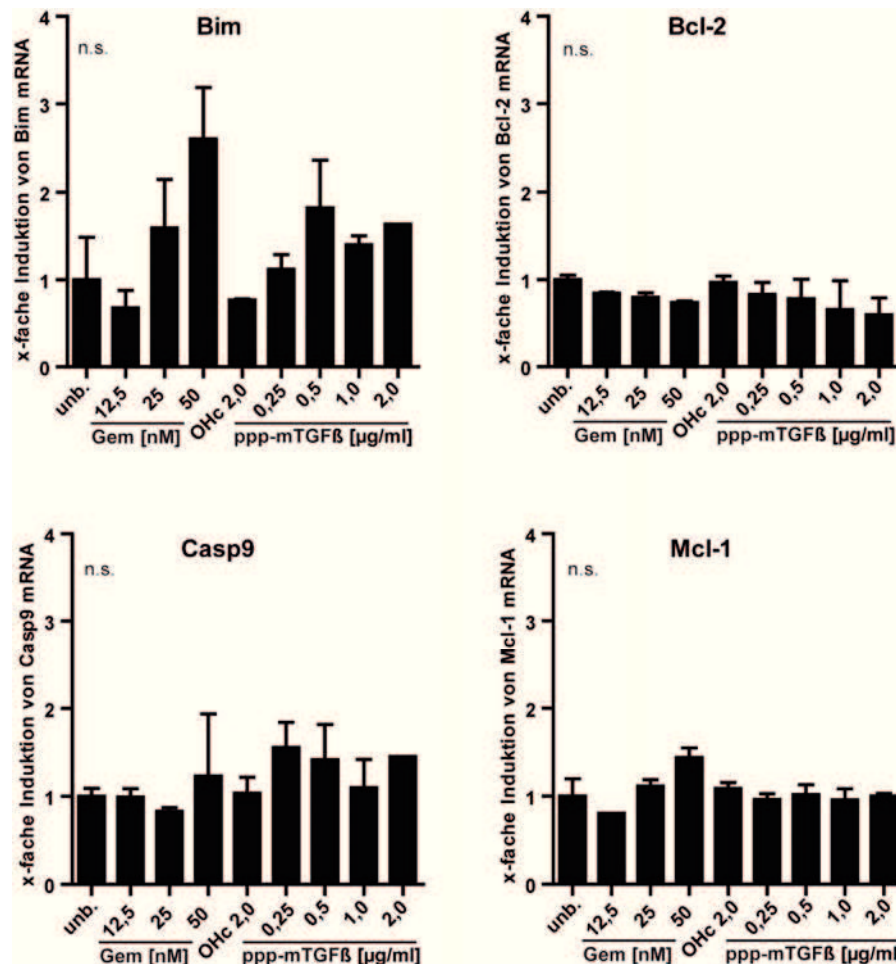 Bim
n.s.
x-fache Induktion von Bim mRNA
4
3
2
1
0
unb. 12,5 25 50 OHc 2,0 0,25 0,5 1,0 2,0
Gem [nM] ppp-mTGFß [µg/ml]
Bcl-2
n.s.
x-fache Induktion von Bcl-2 mRNA
4
3
2
1
0
unb. 12,5 25 50 OHc 2,0 0,25 0,5 1,0 2,0
Gem [nM] ppp-mTGFß [µg/ml]
Casp9
n.s.
x-fache Induktion von Casp9 mRNA
4
3
2
1
0
unb. 12,5 25 50 OHc 2,0 0,25 0,5 1,0 2,0
Gem [nM] ppp-mTGFß [µg/ml]
Mcl-1
n.s.
x-fache Induktion von Mcl-1 mRNA
4
3
2
1
0
unb. 12,5 25 50 OHc 2,0 0,25 0,5 1,0 2,0
Gem [nM] ppp-mTGFß [µg/ml]